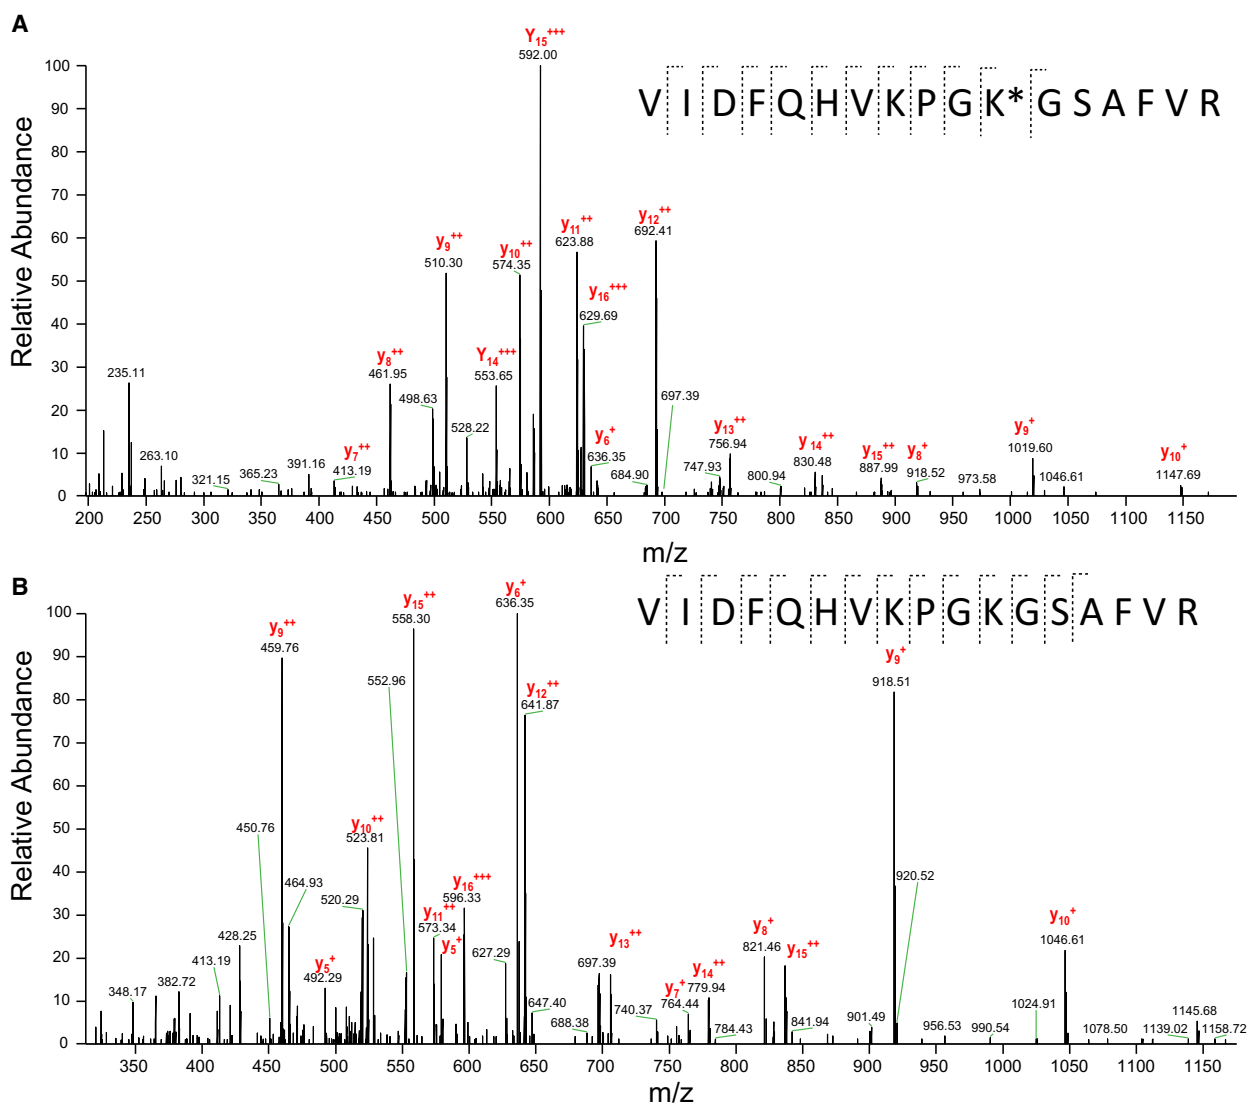 A
Relative Abundance
100
90
80
70
60
50
40
30
20
10
0
V I D F Q H V K P G K* G S A F V R
Y15+++
592.00
y12++
692.41
y11++
623.88
y9++
510.30
y10++
574.35
y16+++
629.69
Y14+++
553.65
y8++
461.95
235.11
498.63
697.39
528.22
y6+
636.35
y13++
756.94
y9+
1019.60
y7++
413.19
263.10
391.16
321.15
365.23
684.90
747.93
800.94
y14++
830.48
y15++
887.99
y8+
918.52
973.58
1046.61
y10+
1147.69
200 250 300 350 400 450 500 550 600 650 700 750 800 850 900 950 1000 1050 1100 1150
m/z
B
Relative Abundance
100
90
80
70
60
50
40
30
20
10
0
V I D F Q H V K P G K G S A F V R
y6+
636.35
y15++
558.30
y9++
459.76
y9+
918.51
552.96
y12++
641.87
y10++
523.81
450.76
464.93
520.29
y16+++
596.33
920.52
428.25
y11++
573.34
y5+
413.19
y5+
492.29
348.17
382.72
627.29
697.39
y13++
y14++
779.94
y8+
821.46
y15++
y10+
1046.61
647.40
688.38
740.37
y7+
764.44
784.43
841.94
901.49
956.53
990.54
1024.91
1078.50
1139.02
1145.68
1158.72
350 400 450 500 550 600 650 700 750 800 850 900 950 1000 1050 1100 1150
m/z